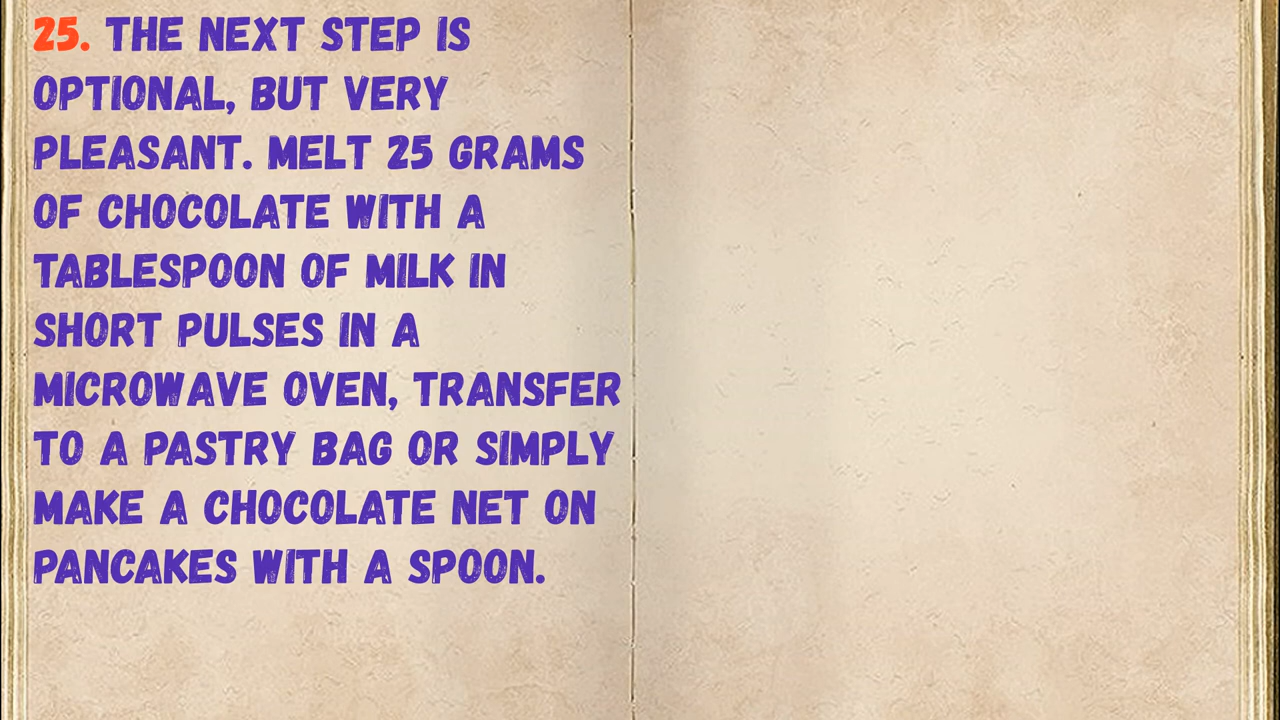 25. THE NEXT STEP IS
OPTIONAL, BUT VERY
PLEASANT. MELT 25 GRAMS
OF CHOCOLATE WITH A
TABLESPOON OF MILK IN
SHORT PULSES IN A
MICROWAVE OVEN, TRANSFER
TO A PASTRY BAG OR SIMPLY
MAKE A CHOCOLATE NET ON
PANCAKES WITH A SPOON.